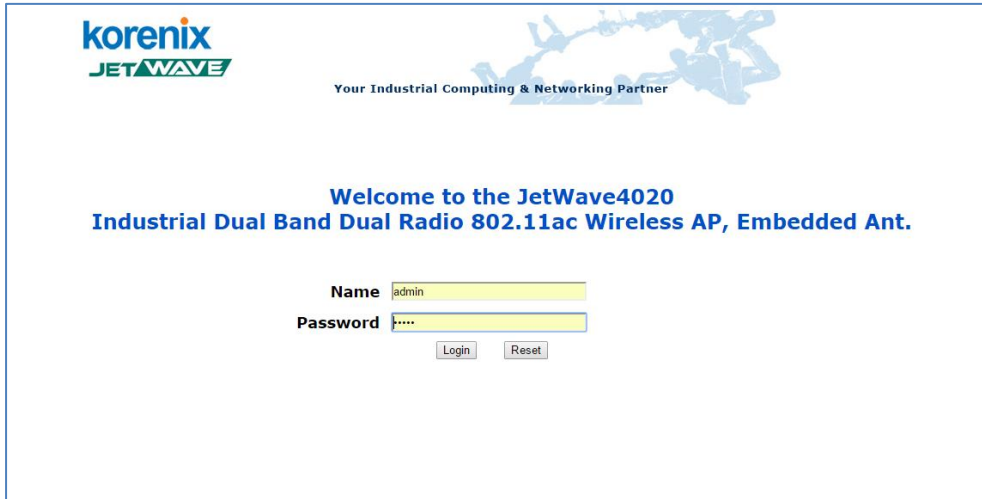 korenix
JETWAVE
Your Industrial Computing & Networking Partner
Welcome to the JetWave4020
Industrial Dual Band Dual Radio 802.11ac Wireless AP, Embedded Ant.
Name admin
Password •••••
Login Reset